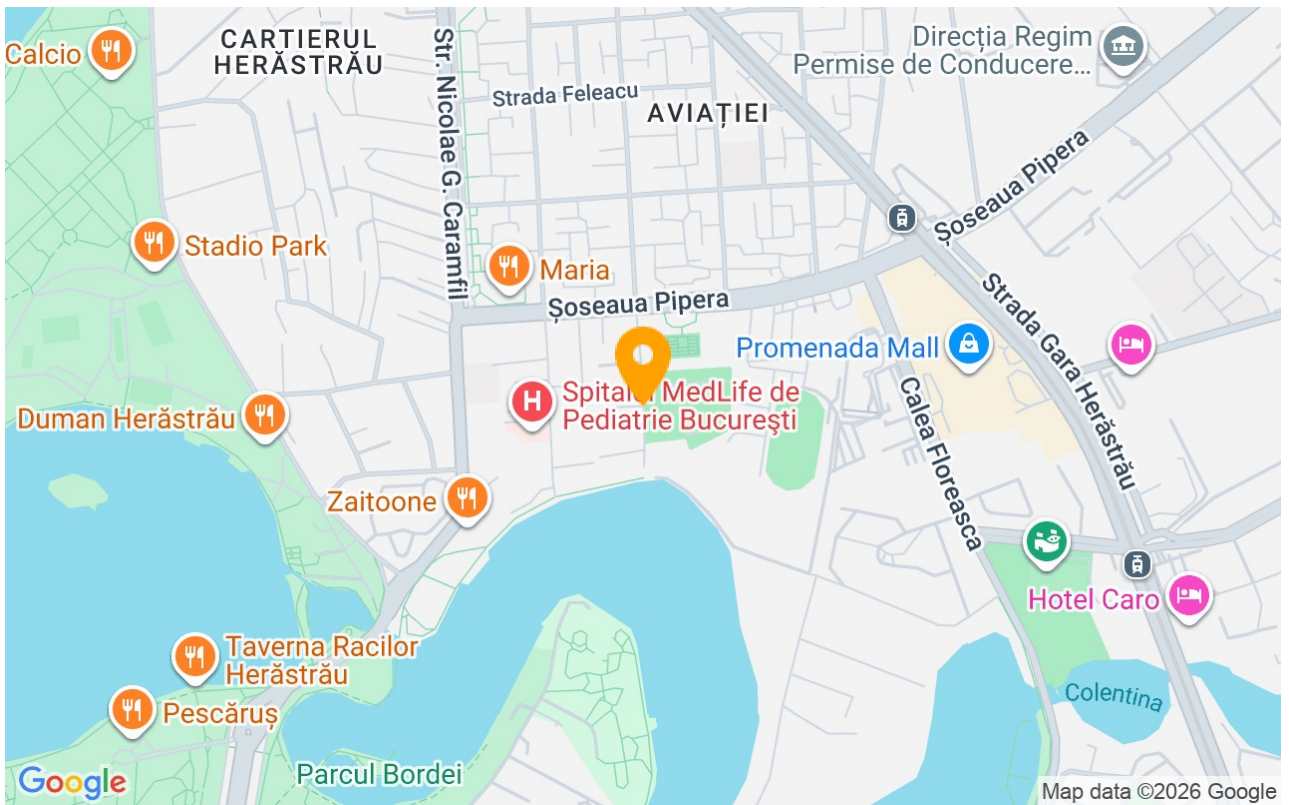 Calcio
CARTIERUL
HERĂSTRĂU
Str. Nicolae G. Caramfil
Strada Feleacu
AVIAȚIEI
Direcția Regim
Permise de Conducere...
Șoseaua Pipera
Stadio Park
Maria
Șoseaua Pipera
Strada Gara Herăstrău
Promenada Mall
Calea Floreasca
Duman Herăstrău
MedLife de
Pediatrie București
Zaitoone
Hotel Caro
Taverna Racilor
Herăstrău
Pescăruș
Colentina
Parcul Bordei
Google
Map data ©2026 Google